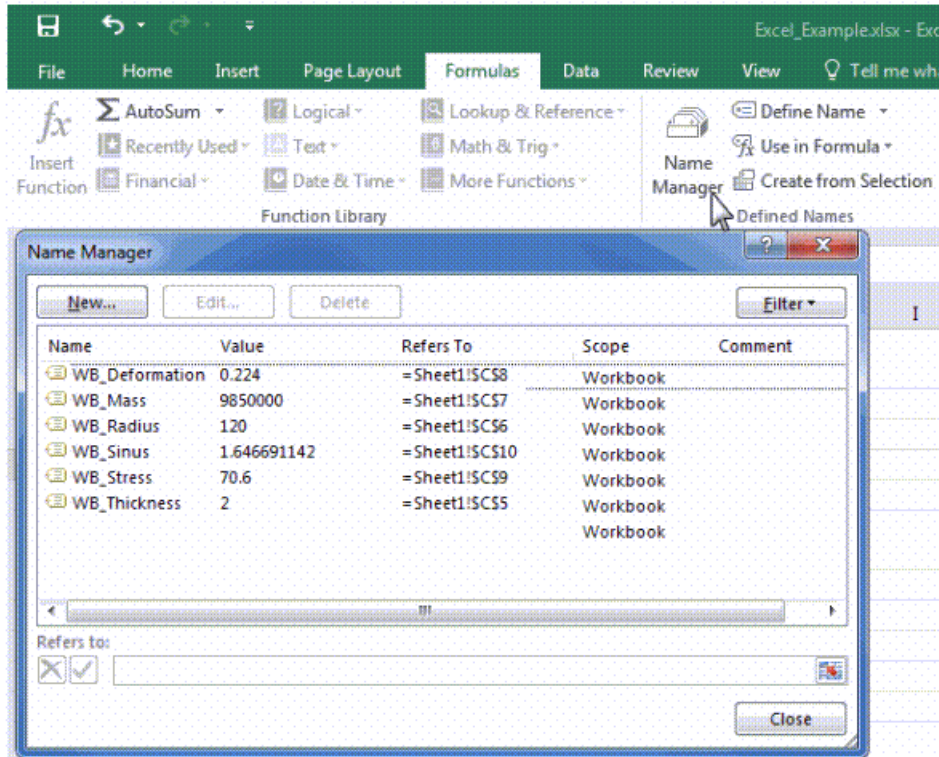 Excel_Example.xlsx - Exc
File Home Insert Page Layout Formulas Data Review View Tell me wha
fx Insert Function
AutoSum
Recently Used
Financial
Logical
Text
Date & Time
Lookup & Reference
Math & Trig
More Functions
Function Library
Name Manager
Define Name
Use in Formula
Create from Selection
Defined Names
Name Manager
New... Edit... Delete Filter
I
Name Value Refers To Scope Comment
WB_Deformation 0.224 =Sheet1!$C$8 Workbook
WB_Mass 9850000 =Sheet1!$C$7 Workbook
WB_Radius 120 =Sheet1!$C$6 Workbook
WB_Sinus 1.646691142 =Sheet1!$C$10 Workbook
WB_Stress 70.6 =Sheet1!$C$9 Workbook
WB_Thickness 2 =Sheet1!$C$5 Workbook
Workbook
Refers to:
Close